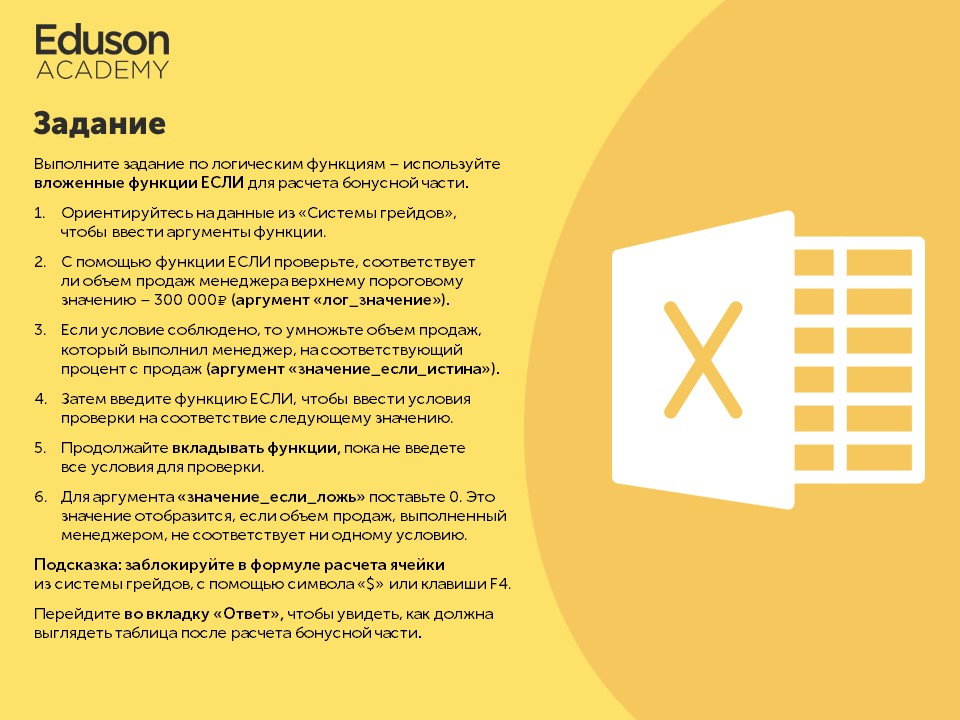 Eduson
ACADEMY
Задание
Выполните задание по логическим функциям – используйте
вложенные функции ЕСЛИ для расчета бонусной части.
1. Ориентируйтесь на данные из «Системы грейдов»,
чтобы ввести аргументы функции.
2. С помощью функции ЕСЛИ проверьте, соответствует
ли объем продаж менеджера верхнему пороговому
значению – 300 000₽ (аргумент «лог_значение»).
3. Если условие соблюдено, то умножьте объем продаж,
который выполнил менеджер, на соответствующий
процент с продаж (аргумент «значение_если_истина»).
4. Затем введите функцию ЕСЛИ, чтобы ввести условия
проверки на соответствие следующему значению.
5. Продолжайте вкладывать функции, пока не введете
все условия для проверки.
6. Для аргумента «значение_если_ложь» поставьте 0. Это
значение отобразится, если объем продаж, выполненный
менеджером, не соответствует ни одному условию.
Подсказка: заблокируйте в формуле расчета ячейки
из системы грейдов, с помощью символа «$» или клавиши F4.
Перейдите во вкладку «Ответ», чтобы увидеть, как должна
выглядеть таблица после расчета бонусной части.
X